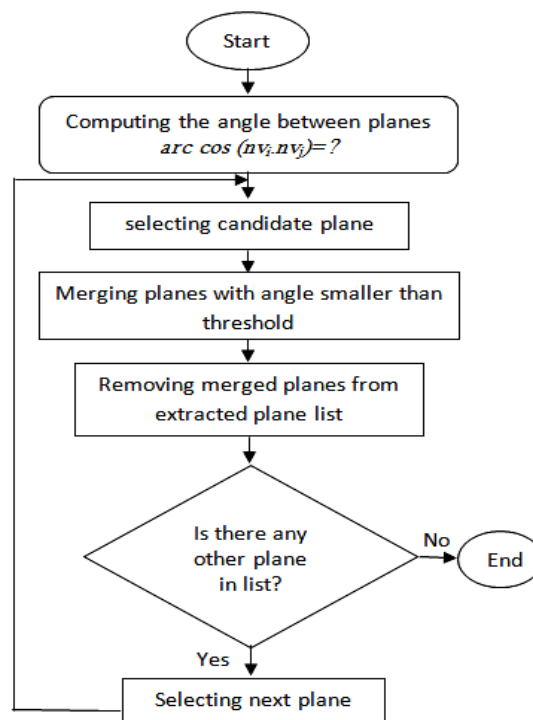 Start
Computing the angle between planes
arc cos (nvᵢ.nvⱼ)=?
selecting candidate plane
Merging planes with angle smaller than
threshold
Removing merged planes from
extracted plane list
Is there any
other plane
in list?
No
End
Yes
Selecting next plane